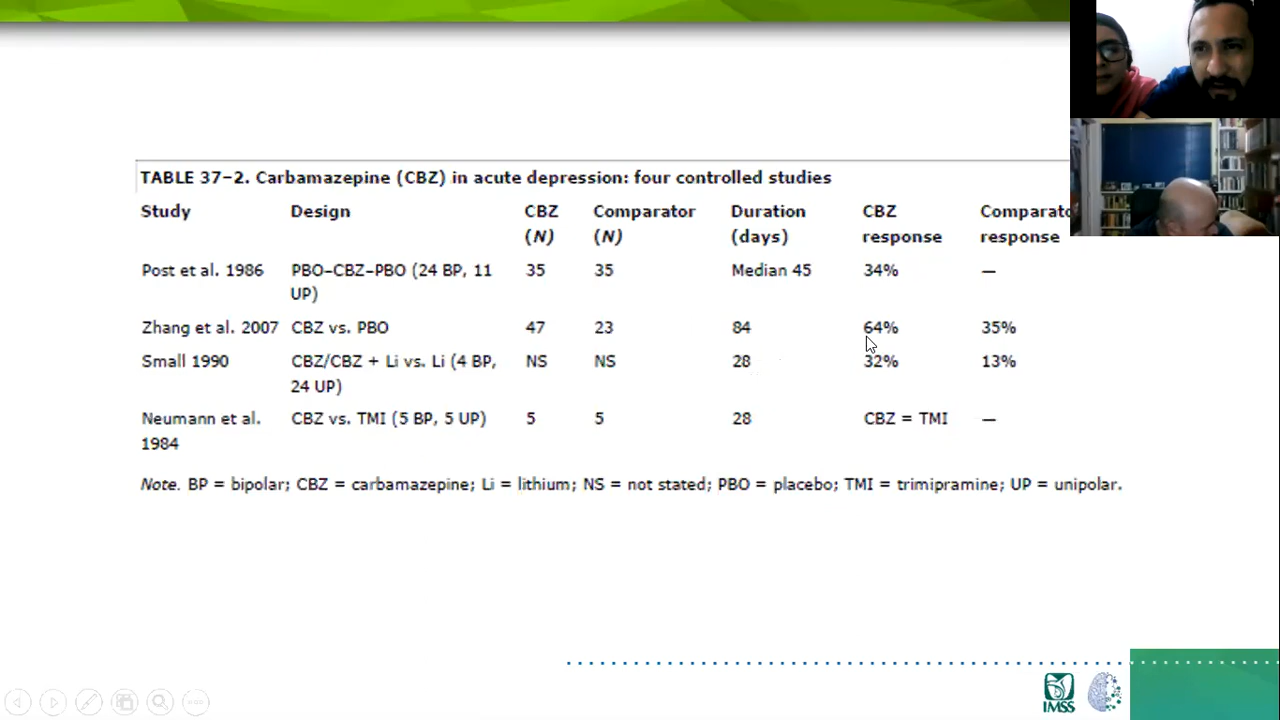 TABLE 37–2. Carbamazepine (CBZ) in acute depression: four controlled studies
Study Design CBZ (N) Comparator (N) Duration (days) CBZ response Comparato response
Post et al. 1986 PBO–CBZ–PBO (24 BP, 11 UP) 35 35 Median 45 34% —
Zhang et al. 2007 CBZ vs. PBO 47 23 84 64% 35%
Small 1990 CBZ/CBZ + Li vs. Li (4 BP, 24 UP) NS NS 28 32% 13%
Neumann et al. 1984 CBZ vs. TMI (5 BP, 5 UP) 5 5 28 CBZ = TMI —
Note. BP = bipolar; CBZ = carbamazepine; Li = lithium; NS = not stated; PBO = placebo; TMI = trimipramine; UP = unipolar.
IMSS